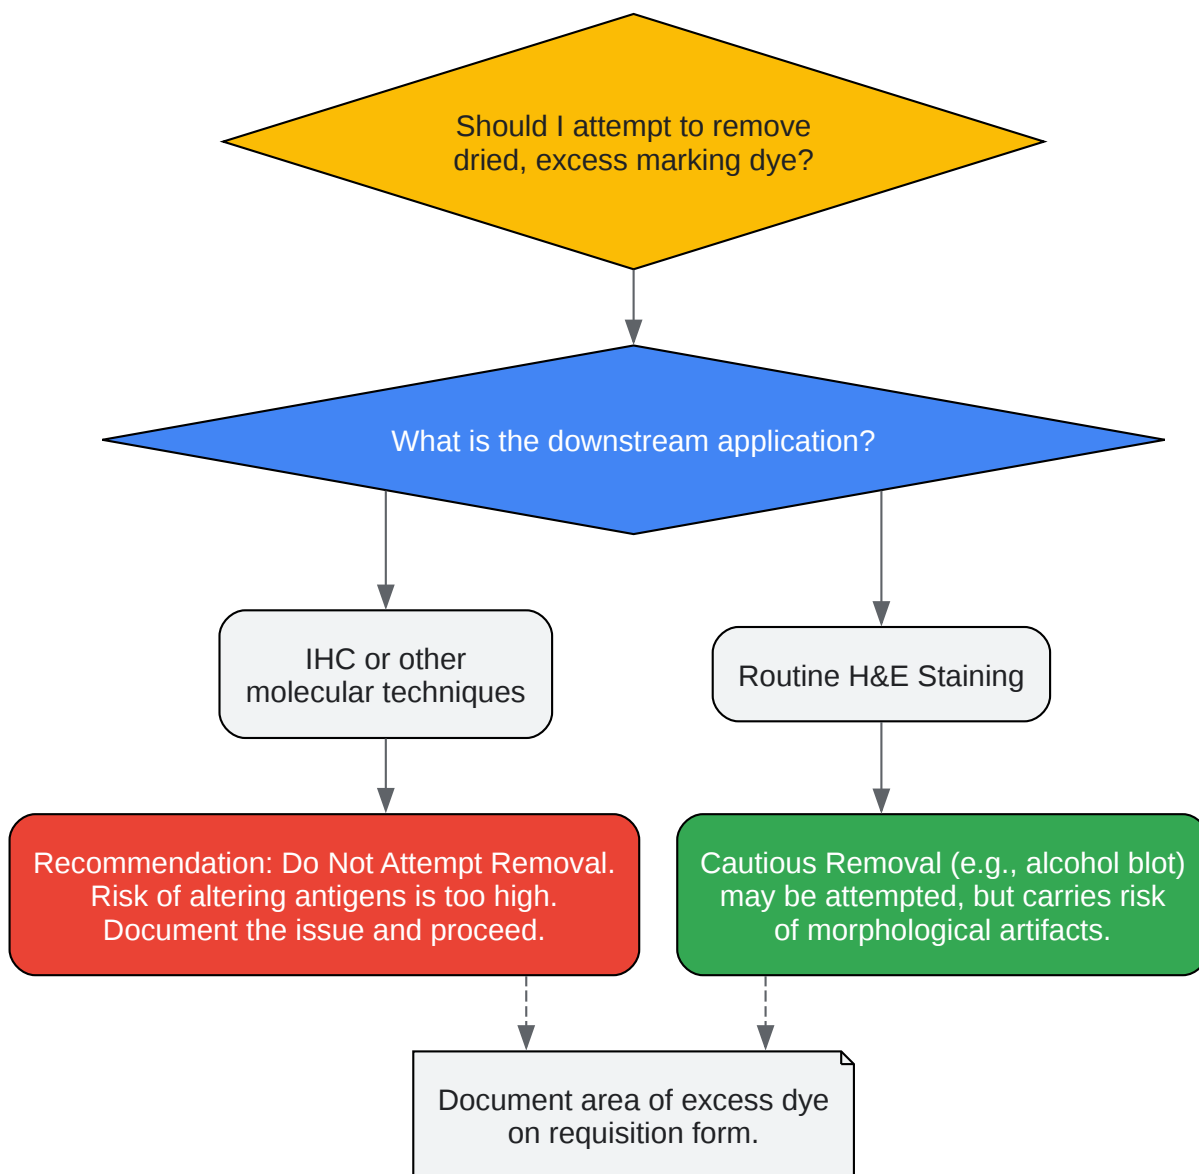 Should I attempt to remove
dried, excess marking dye?
What is the downstream application?
IHC or other
molecular techniques
Routine H&E Staining
Recommendation: Do Not Attempt Removal.
Risk of altering antigens is too high.
Document the issue and proceed.
Cautious Removal (e.g., alcohol blot)
may be attempted, but carries risk
of morphological artifacts.
Document area of excess dye
on requisition form.